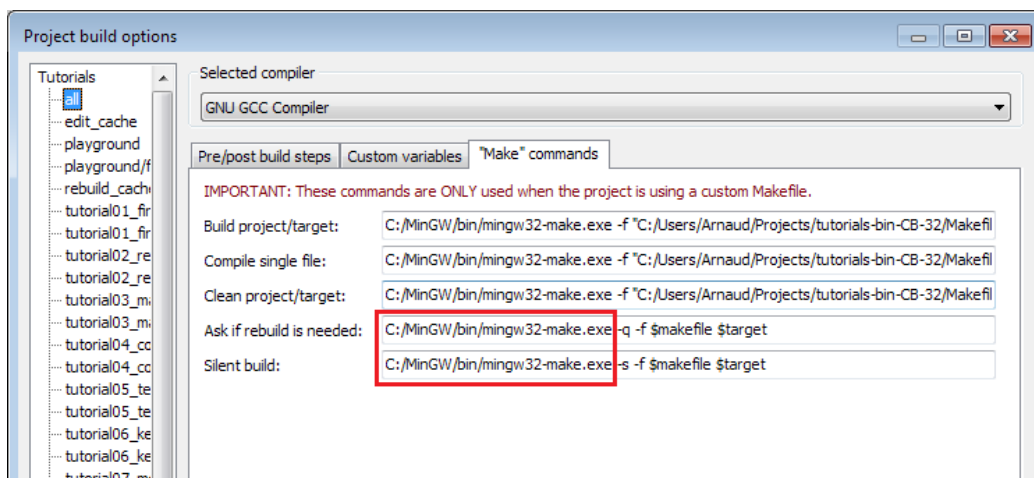 Project build options
Tutorials
all
edit_cache
playground
playground/f
rebuild_cach
tutorial01_fir
tutorial01_fir
tutorial02_re
tutorial02_re
tutorial03_m
tutorial03_m
tutorial04_cc
tutorial04_cc
tutorial05_te
tutorial05_te
tutorial06_ke
tutorial06_ke
Selected compiler
GNU GCC Compiler
Pre/post build steps Custom variables "Make" commands
IMPORTANT: These commands are ONLY used when the project is using a custom Makefile.
Build project/target: C:/MinGW/bin/mingw32-make.exe -f "C:/Users/Arnaud/Projects/tutorials-bin-CB-32/Makefil
Compile single file: C:/MinGW/bin/mingw32-make.exe -f "C:/Users/Arnaud/Projects/tutorials-bin-CB-32/Makefil
Clean project/target: C:/MinGW/bin/mingw32-make.exe -f "C:/Users/Arnaud/Projects/tutorials-bin-CB-32/Makefil
Ask if rebuild is needed: C:/MinGW/bin/mingw32-make.exe -q -f $makefile $target
Silent build: C:/MinGW/bin/mingw32-make.exe -s -f $makefile $target